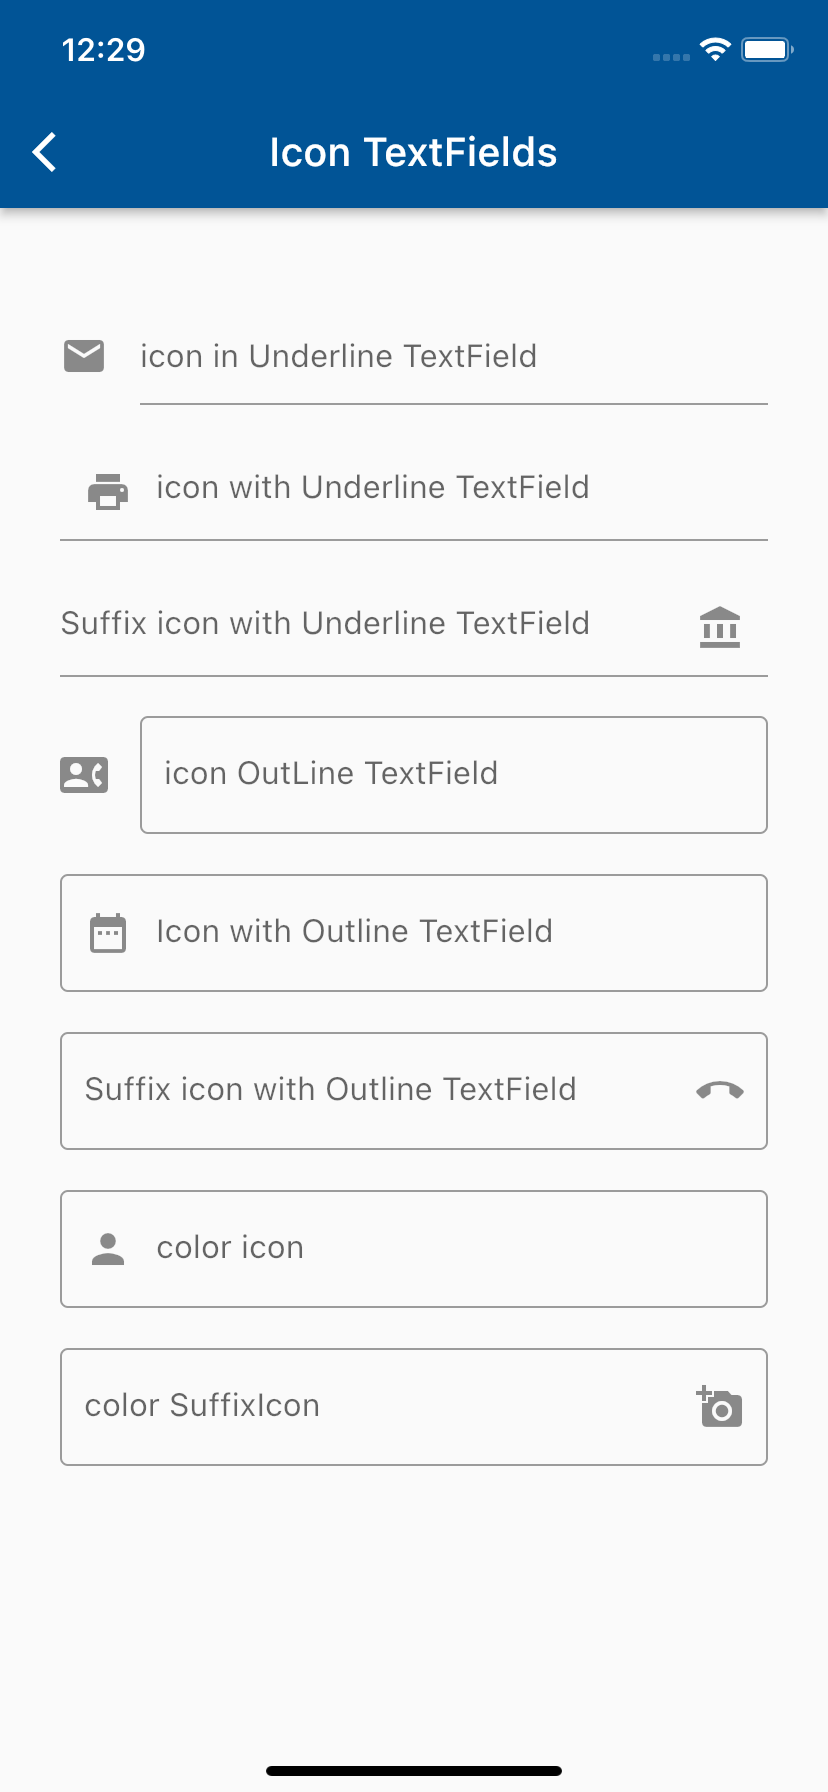 12:29
Icon TextFields
icon in Underline TextField
icon with Underline TextField
Suffix icon with Underline TextField
icon OutLine TextField
Icon with Outline TextField
Suffix icon with Outline TextField
color icon
color SuffixIcon